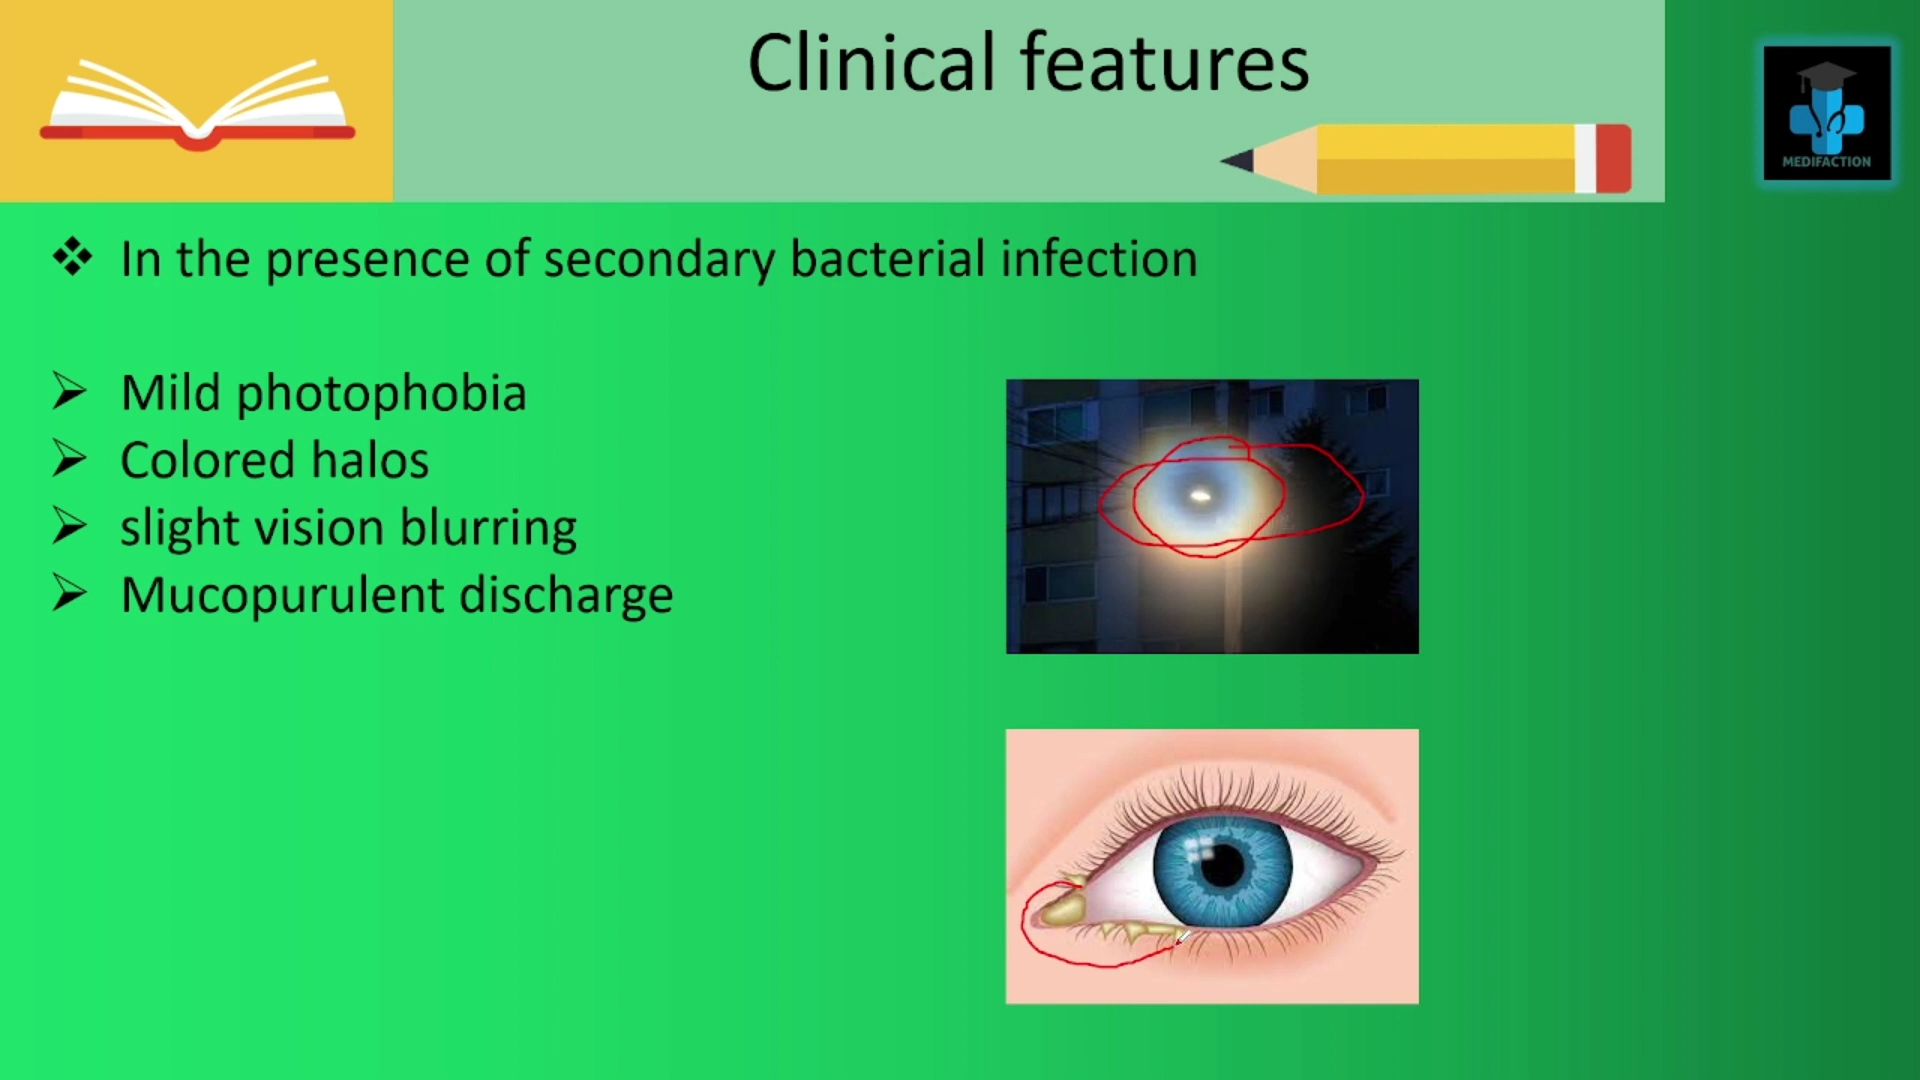 Clinical features
MEDIFACTION
In the presence of secondary bacterial infection
Mild photophobia
Colored halos
slight vision blurring
Mucopurulent discharge